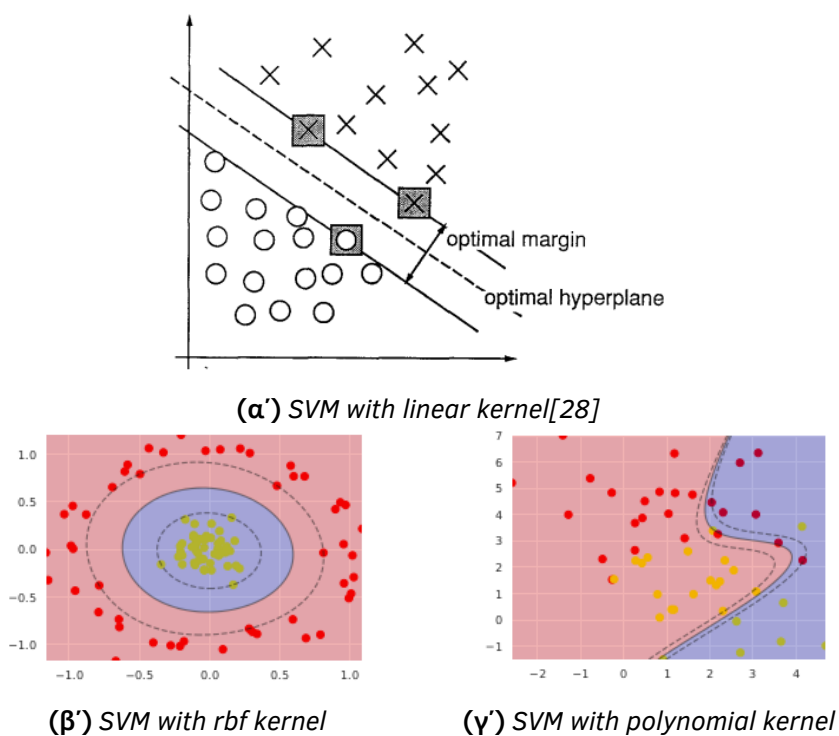 optimal margin
optimal hyperplane
(α′) SVM with linear kernel[28]
1.0
0.5
0.0
−0.5
−1.0
−1.0 −0.5 0.0 0.5 1.0
(β′) SVM with rbf kernel
7
6
5
4
3
2
1
0
−1
−2 −1 0 1 2 3 4
(γ′) SVM with polynomial kernel